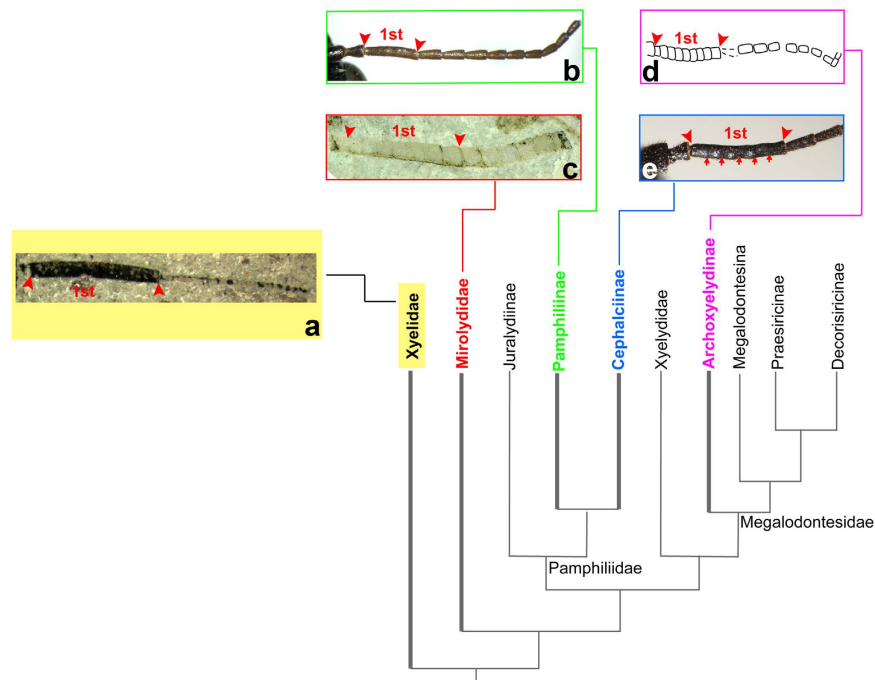 1st
b
1st
d
1st
c
1st
e
1st
a
Xyelidae
Mirolydidae
Juralydiinae
Pamphiliinae
Cephalciinae
Xyelydidae
Archoxyelydinae
Megalodontesina
Praesiricinae
Decorisiricinae
Megalodontesidae
Pamphiliidae